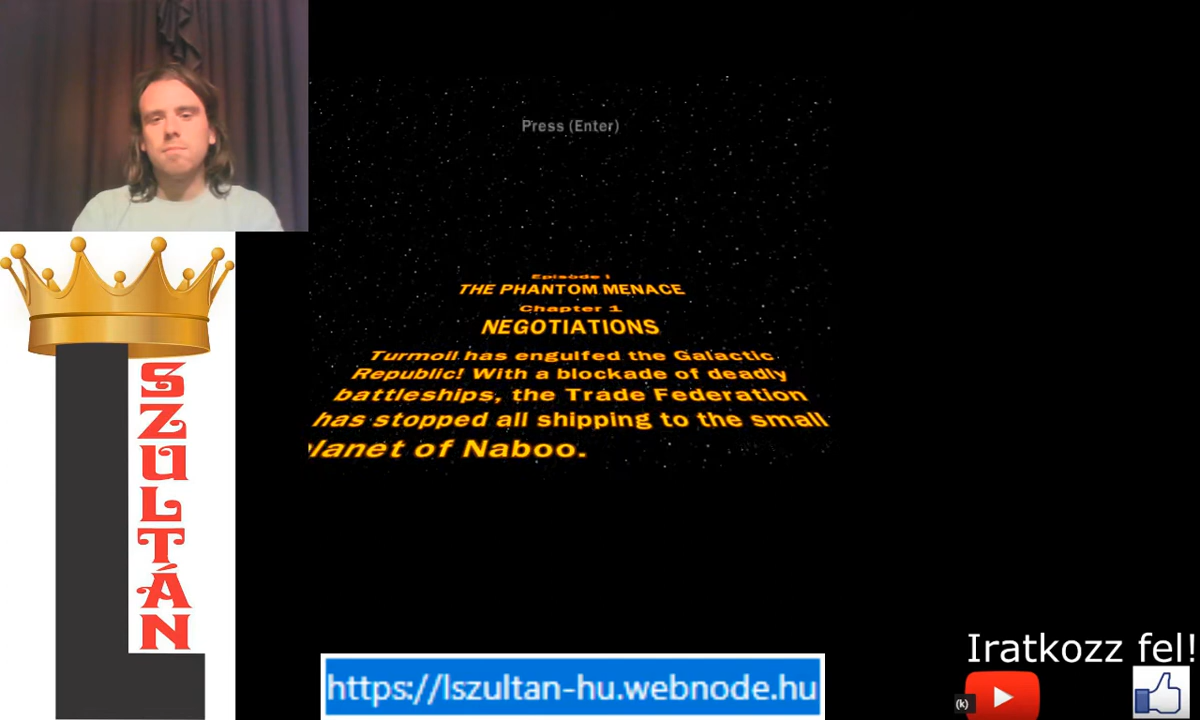 Press (Enter)
Episode I
THE PHANTOM MENACE
Chapter 1
NEGOTIATIONS
Turmoil has engulfed the Galactic
Republic! With a blockade of deadly
battleships, the Trade Federation
has stopped all shipping to the small
planet of Naboo.
L
SZULTÁN
https://lszultan-hu.webnode.hu
Iratkozz fel!
(k)